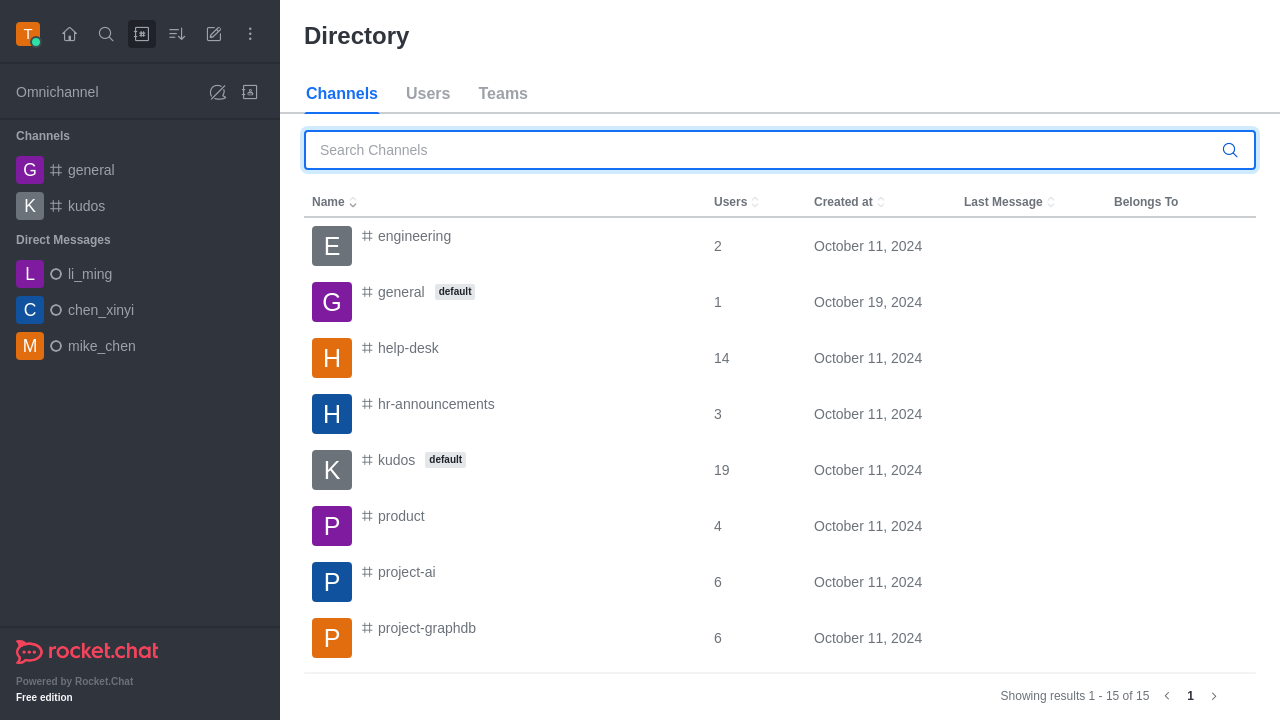 T
Omnichannel
Channels
G general
K kudos
Direct Messages
L li_ming
C chen_xinyi
M mike_chen
rocket.chat
Powered by Rocket.Chat
Free edition
Directory
Channels Users Teams
Search Channels
Name Users Created at Last Message Belongs To
E engineering 2 October 11, 2024
G general default 1 October 19, 2024
H help-desk 14 October 11, 2024
H hr-announcements 3 October 11, 2024
K kudos default 19 October 11, 2024
P product 4 October 11, 2024
P project-ai 6 October 11, 2024
P project-graphdb 6 October 11, 2024
Showing results 1 - 15 of 15 1